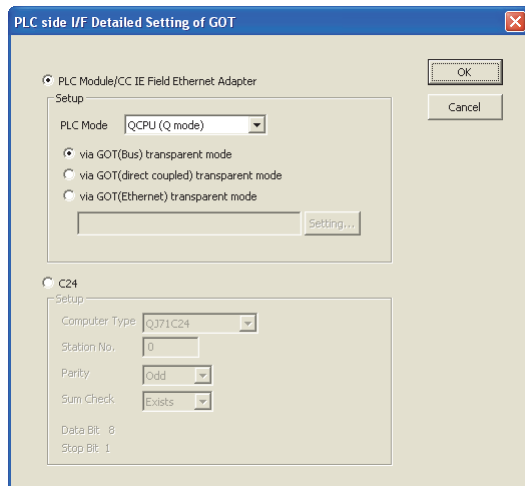 PLC side I/F Detailed Setting of GOT
PLC Module/CC IE Field Ethernet Adapter
OK
Setup
Cancel
PLC Mode QCPU (Q mode)
via GOT(Bus) transparent mode
via GOT(direct coupled) transparent mode
via GOT(Ethernet) transparent mode
Setting...
C24
Setup
Computer Type QJ71C24
Station No. 0
Parity Odd
Sum Check Exists
Data Bit 8
Stop Bit 1